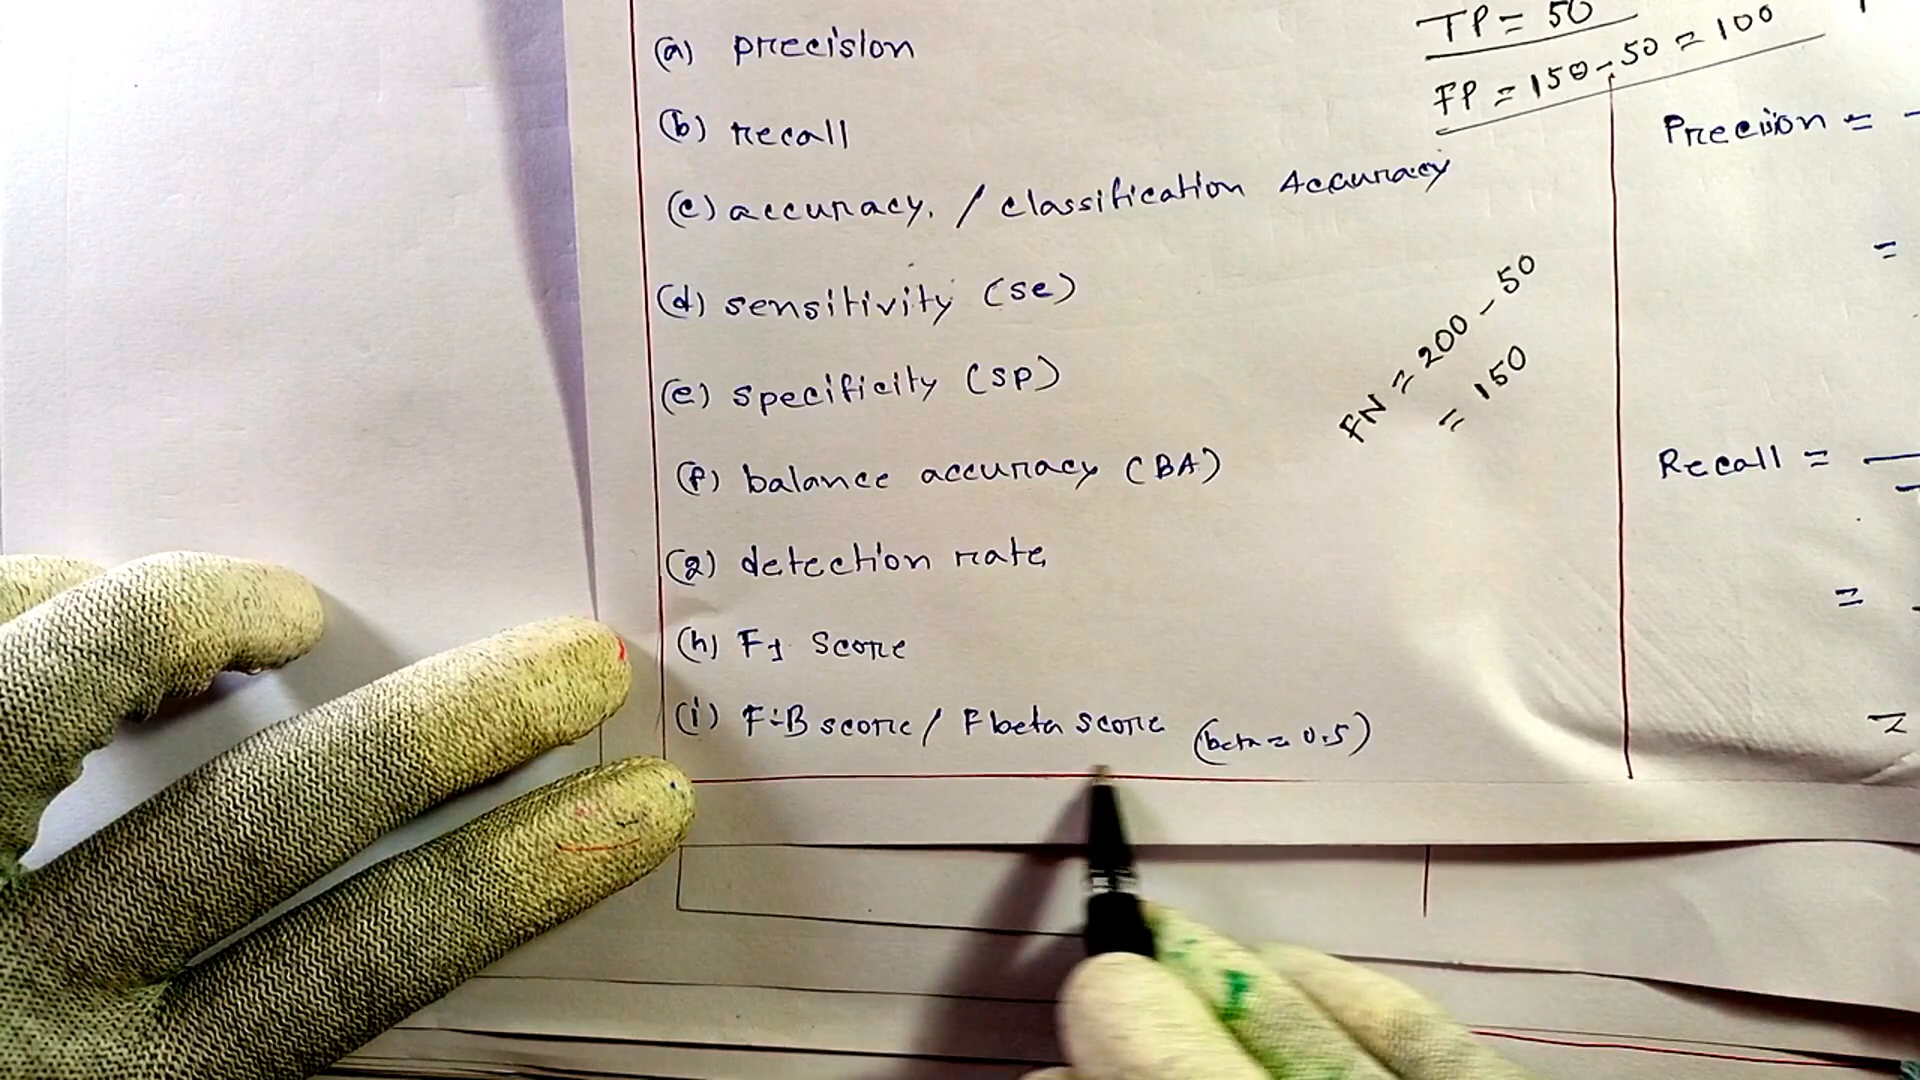 (a) precision
(b) recall
(c) accuracy. / classification Accuracy
(d) sensitivity (se)
(e) specificity (sp)
(f) balance accuracy (BA)
(g) detection rate
(h) F1 score
(i) F-B score / F beta score (beta = 0.5)
TP = 50
FP = 150 - 50 = 100
FN = 200 - 50
= 150
Precision =
=
Recall =
=
=